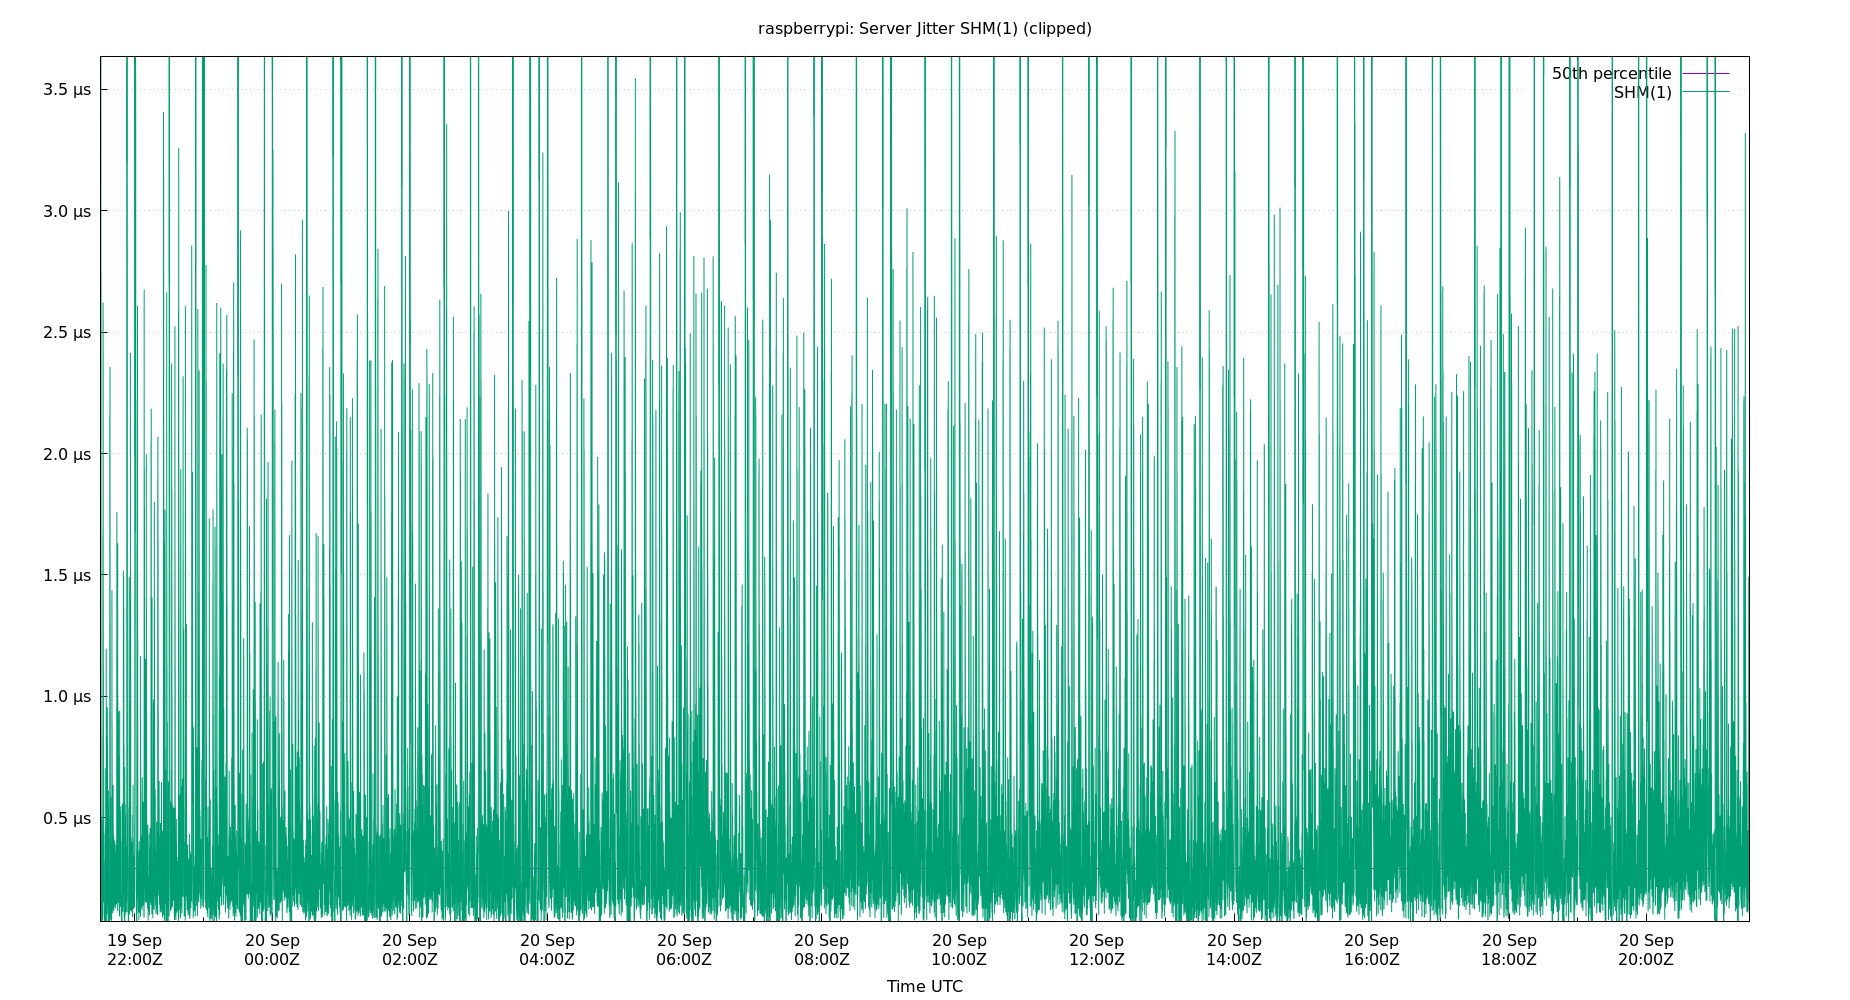 raspberrypi: Server Jitter SHM(1) (clipped)
50th percentile
SHM(1)
3.5 µs
3.0 µs
2.5 µs
2.0 µs
1.5 µs
1.0 µs
0.5 µs
19 Sep 20 Sep 20 Sep 20 Sep 20 Sep 20 Sep 20 Sep 20 Sep 20 Sep 20 Sep 20 Sep 20 Sep
22:00Z 00:00Z 02:00Z 04:00Z 06:00Z 08:00Z 10:00Z 12:00Z 14:00Z 16:00Z 18:00Z 20:00Z
Time UTC